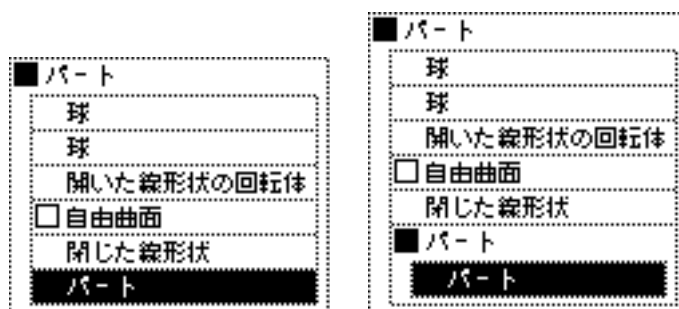 パート
球
球
開いた線形状の回転体
自由曲面
閉じた線形状
パート
パート
球
球
開いた線形状の回転体
自由曲面
閉じた線形状
パート
パート